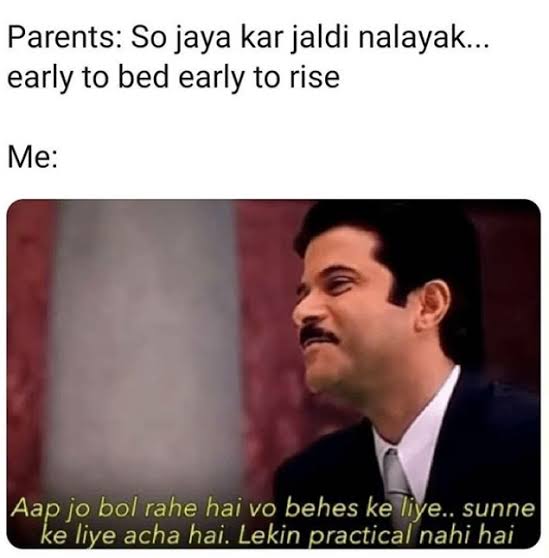 Parents: So jaya kar jaldi nalayak...
early to bed early to rise
Me:
Aap jo bol rahe hai vo behes ke liye.. sunne
ke liye acha hai. Lekin practical nahi hai